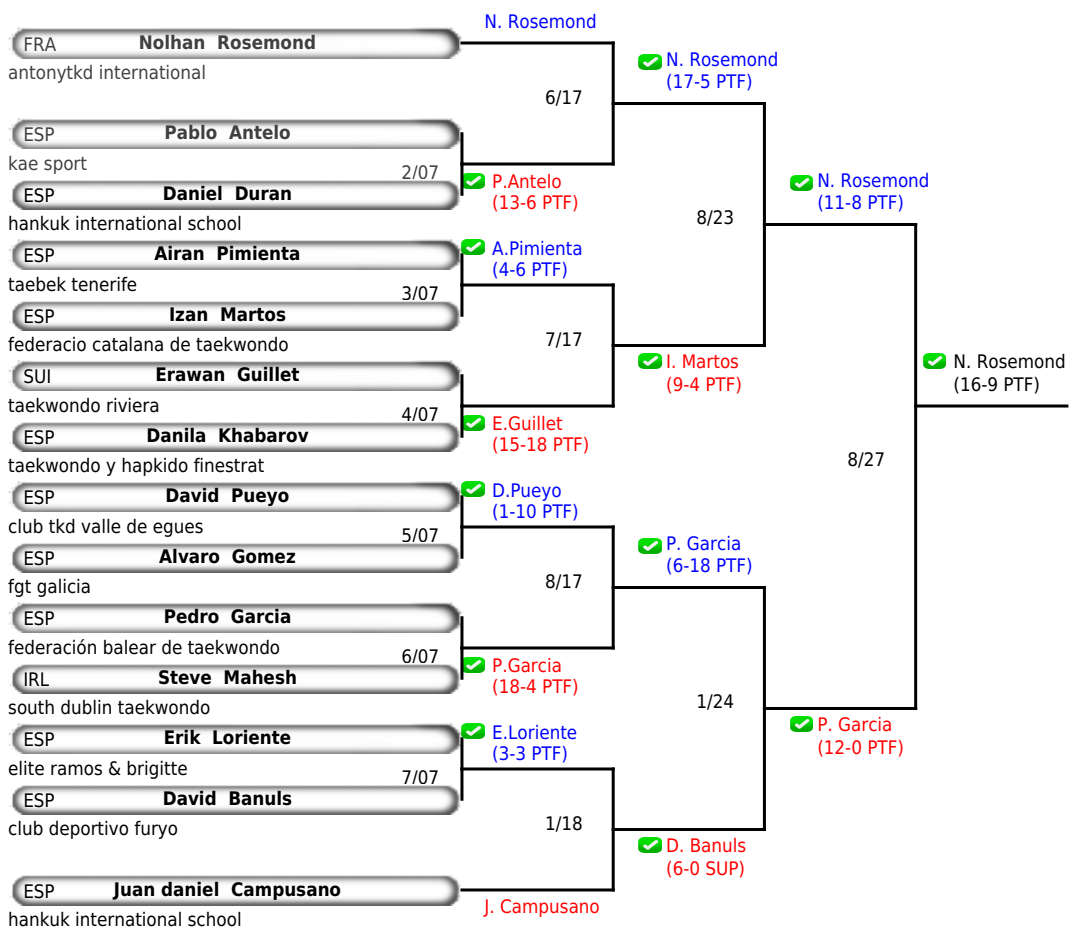 N. Rosemond
FRA Nolhan Rosemond
antonytkd international
N. Rosemond
(17-5 PTF)
6/17
ESP Pablo Antelo
kae sport
2/07
P.Antelo
(13-6 PTF)
ESP Daniel Duran
hankuk international school
N. Rosemond
(11-8 PTF)
8/23
ESP Airan Pimienta
taebek tenerife
A.Pimienta
(4-6 PTF)
3/07
ESP Izan Martos
federacio catalana de taekwondo
7/17
I. Martos
(9-4 PTF)
SUI Erawan Guillet
taekwondo riviera
4/07
N. Rosemond
(16-9 PTF)
ESP Danila Khabarov
taekwondo y hapkido finestrat
E.Guillet
(15-18 PTF)
8/27
ESP David Pueyo
club tkd valle de egues
D.Pueyo
(1-10 PTF)
5/07
ESP Alvaro Gomez
fgt galicia
P. Garcia
(6-18 PTF)
8/17
ESP Pedro Garcia
federación balear de taekwondo
6/07
IRL Steve Mahesh
south dublin taekwondo
P.Garcia
(18-4 PTF)
1/24
ESP Erik Loriente
elite ramos & brigitte
E.Loriente
(3-3 PTF)
P. Garcia
(12-0 PTF)
7/07
ESP David Banuls
club deportivo furyo
1/18
D. Banuls
(6-0 SUP)
ESP Juan daniel Campusano
hankuk international school
J. Campusano